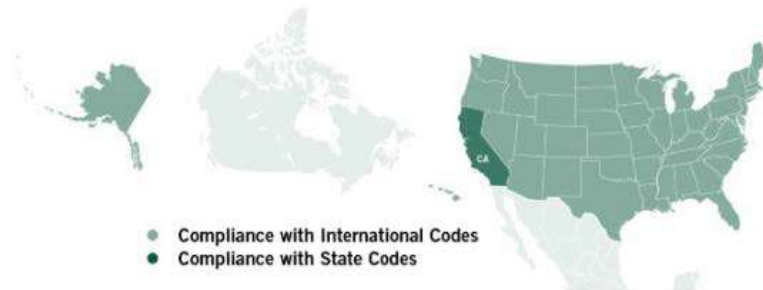 CA
Compliance with International Codes
Compliance with State Codes